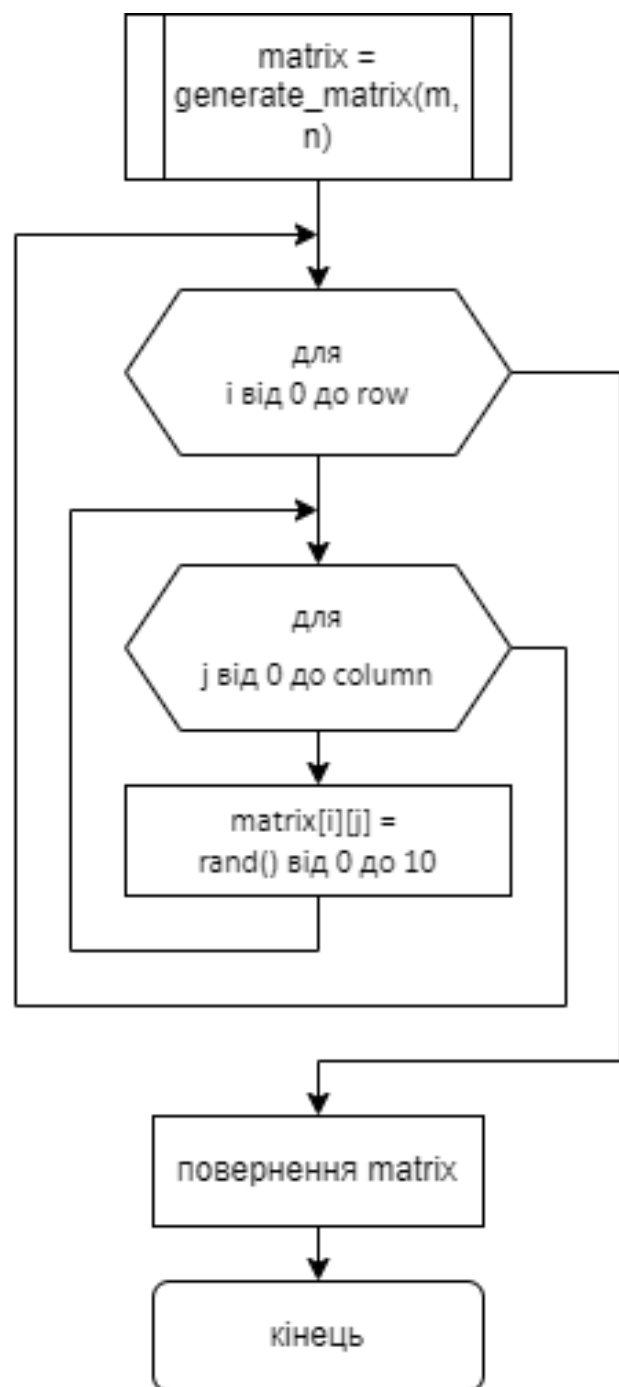 matrix =
generate_matrix(m,
n)
для
i від 0 до row
для
j від 0 до column
matrix[i][j] =
rand() від 0 до 10
повернення matrix
кінець